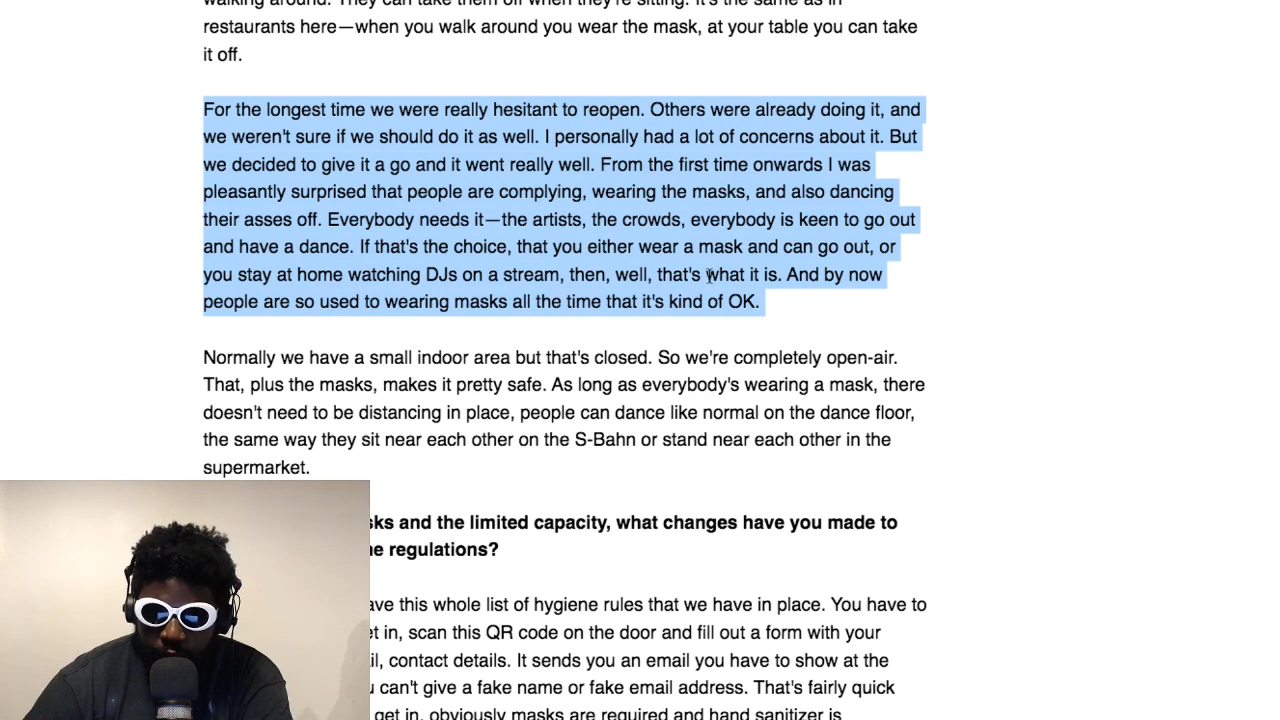 walking around. They can take them off when they're sitting. It's the same as in
restaurants here—when you walk around you wear the mask, at your table you can take
it off.
For the longest time we were really hesitant to reopen. Others were already doing it, and
we weren't sure if we should do it as well. I personally had a lot of concerns about it. But
we decided to give it a go and it went really well. From the first time onwards I was
pleasantly surprised that people are complying, wearing the masks, and also dancing
their asses off. Everybody needs it—the artists, the crowds, everybody is keen to go out
and have a dance. If that's the choice, that you either wear a mask and can go out, or
you stay at home watching DJs on a stream, then, well, that's what it is. And by now
people are so used to wearing masks all the time that it's kind of OK.
Normally we have a small indoor area but that's closed. So we're completely open-air.
That, plus the masks, makes it pretty safe. As long as everybody's wearing a mask, there
doesn't need to be distancing in place, people can dance like normal on the dance floor,
the same way they sit near each other on the S-Bahn or stand near each other in the
supermarket.
and the limited capacity, what changes have you made to
regulations?
this whole list of hygiene rules that we have in place. You have to
in, scan this QR code on the door and fill out a form with your
contact details. It sends you an email you have to show at the
can't give a fake name or fake email address. That's fairly quick
get in, obviously masks are required and hand sanitizer is